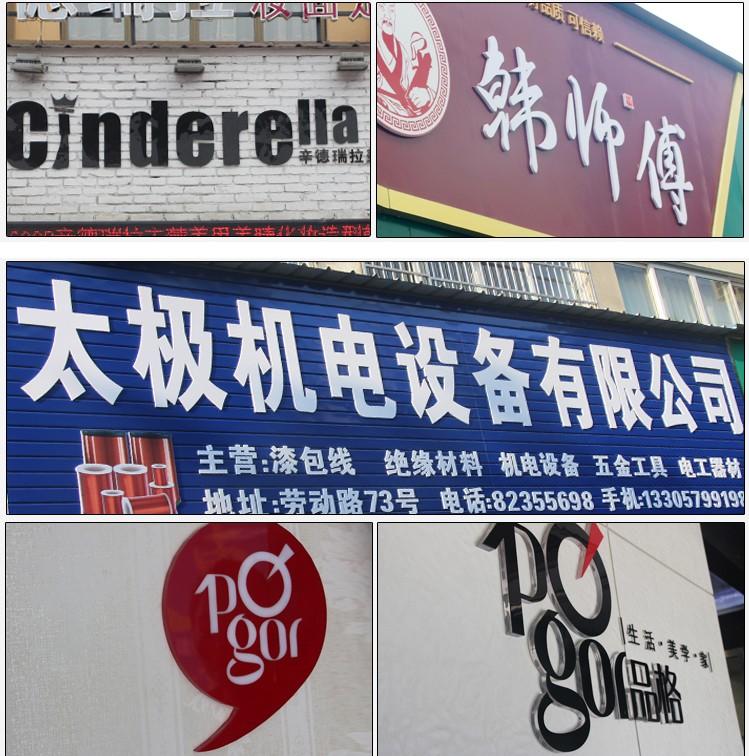 Cinderella
辛德瑞拉
可信赖
韩师傅
太极机电设备有限公司
主营:漆包线 绝缘材料 机电设备 五金工具 电工器材
地址:劳动路73号 电话:82355698 手机:13305799198
pogor
pogor
生活·美学·家
品格